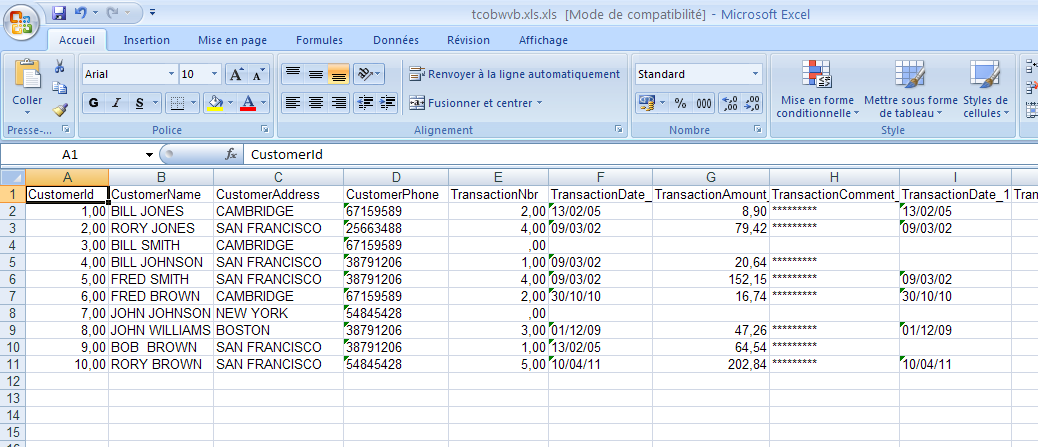 tcobwvb.xls.xls [Mode de compatibilité] - Microsoft Excel
Accueil Insertion Mise en page Formules Données Révision Affichage
Coller
Arial 10 A A
G I S A
Renvoyer à la ligne automatiquement
Fusionner et centrer
Standard
% 000 ,00 ,00
Mise en forme conditionnelle
Mettre sous forme de tableau
Styles de cellules
Presse-... Police Alignement Nombre Style
A1 fx CustomerId
A B C D E F G H I
1 CustomerId CustomerName CustomerAddress CustomerPhone TransactionNbr TransactionDate_ TransactionAmount_ TransactionComment_ TransactionDate_1 Tran
2 1,00 BILL JONES CAMBRIDGE 67159589 2,00 13/02/05 8,90 ********* 13/02/05
3 2,00 RORY JONES SAN FRANCISCO 25663488 4,00 09/03/02 79,42 ********* 09/03/02
4 3,00 BILL SMITH CAMBRIDGE 67159589 ,00
5 4,00 BILL JOHNSON SAN FRANCISCO 38791206 1,00 09/03/02 20,64 *********
6 5,00 FRED SMITH SAN FRANCISCO 38791206 4,00 09/03/02 152,15 ********* 09/03/02
7 6,00 FRED BROWN CAMBRIDGE 67159589 2,00 30/10/10 16,74 ********* 30/10/10
8 7,00 JOHN JOHNSON NEW YORK 54845428 ,00
9 8,00 JOHN WILLIAMS BOSTON 38791206 3,00 01/12/09 47,26 ********* 01/12/09
10 9,00 BOB  BROWN SAN FRANCISCO 38791206 1,00 13/02/05 64,54 *********
11 10,00 RORY BROWN SAN FRANCISCO 54845428 5,00 10/04/11 202,84 ********* 10/04/11
12
13
14
15